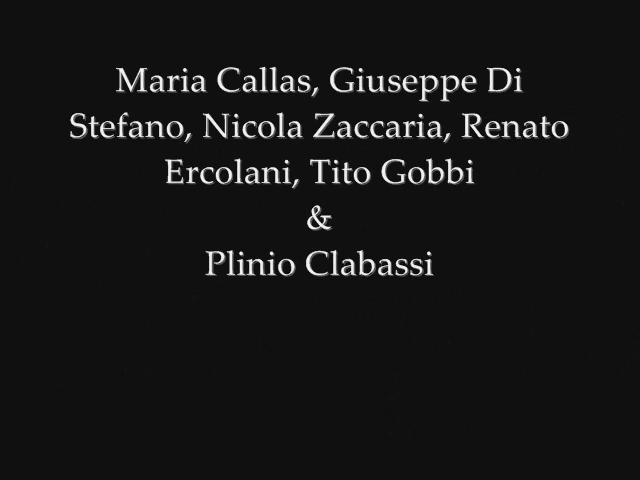 Maria Callas, Giuseppe Di
Stefano, Nicola Zaccaria, Renato
Ercolani, Tito Gobbi
&
Plinio Clabassi